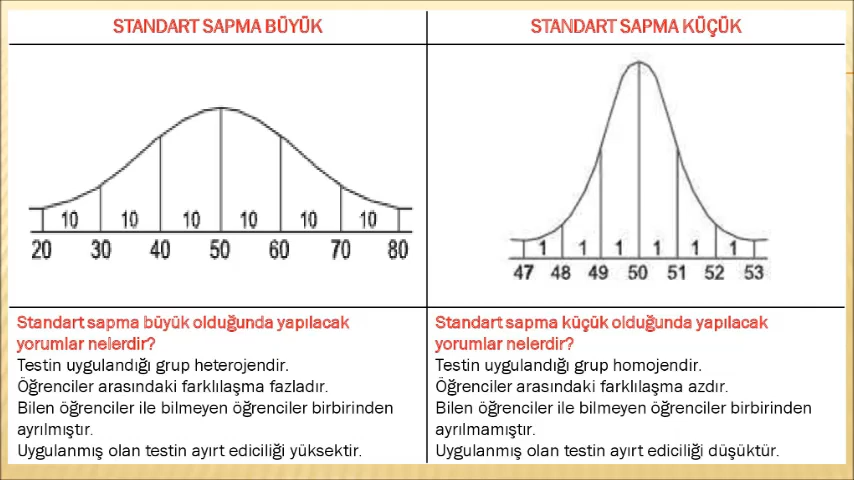 STANDART SAPMA BÜYÜK
10 10 10 10 10 10
20 30 40 50 60 70 80
Standart sapma büyük olduğunda yapılacak
yorumlar nelerdir?
Testin uygulandığı grup heterojendir.
Öğrenciler arasındaki farklılaşma fazladır.
Bilen öğrenciler ile bilmeyen öğrenciler birbirinden
ayrılmıştır.
Uygulanmış olan testin ayırt ediciliği yüksektir.
STANDART SAPMA KÜÇÜK
1 1 1 1 1 1
47 48 49 50 51 52 53
Standart sapma küçük olduğunda yapılacak
yorumlar nelerdir?
Testin uygulandığı grup homojendir.
Öğrenciler arasındaki farklılaşma azdır.
Bilen öğrenciler ile bilmeyen öğrenciler birbirinden
ayrılmamıştır.
Uygulanmış olan testin ayırt ediciliği düşüktür.